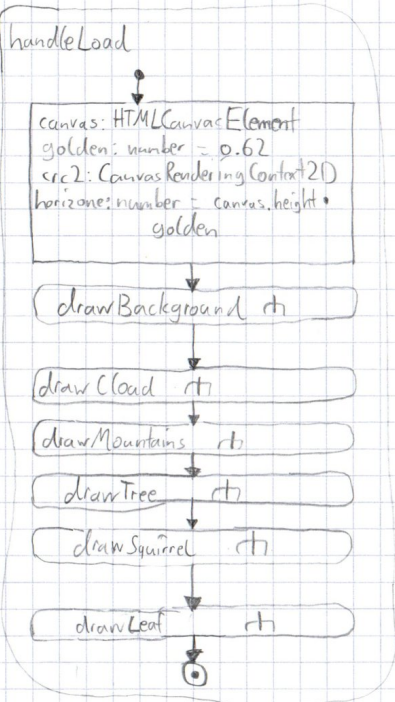 handleLoad
canvas: HTMLCanvasElement
golden: number = 0.62
crc2: CanvasRenderingContext2D
horizone: number = canvas.height •
golden
drawBackground
drawCload
drawMountains
drawTree
drawSquirrel
drawLeaf